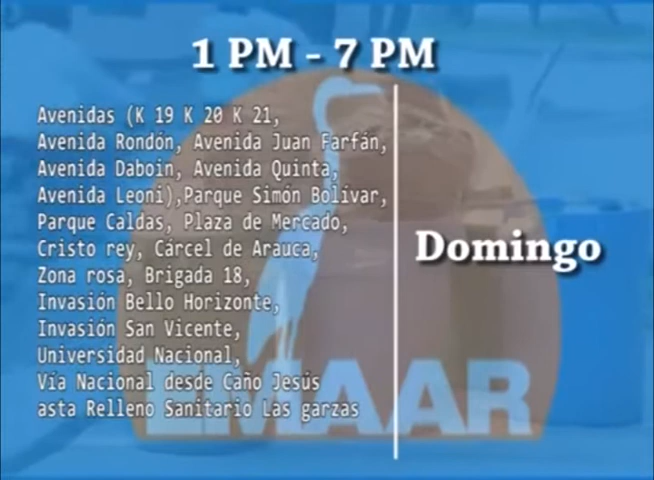 1 PM - 7 PM
Avenidas (K 19 K 20 K 21,
Avenida Rondón, Avenida Juan Farfán,
Avenida Daboin, Avenida Quinta,
Avenida Leoni),Parque Simón Bolívar,
Parque Caldas, Plaza de Mercado,
Cristo rey, Cárcel de Arauca,
Zona rosa, Brigada 18,
Invasión Bello Horizonte,
Invasión San Vicente,
Universidad Nacional,
Vía Nacional desde Caño Jesús
asta Relleno Sanitario Las garzas
Domingo
EMAAR